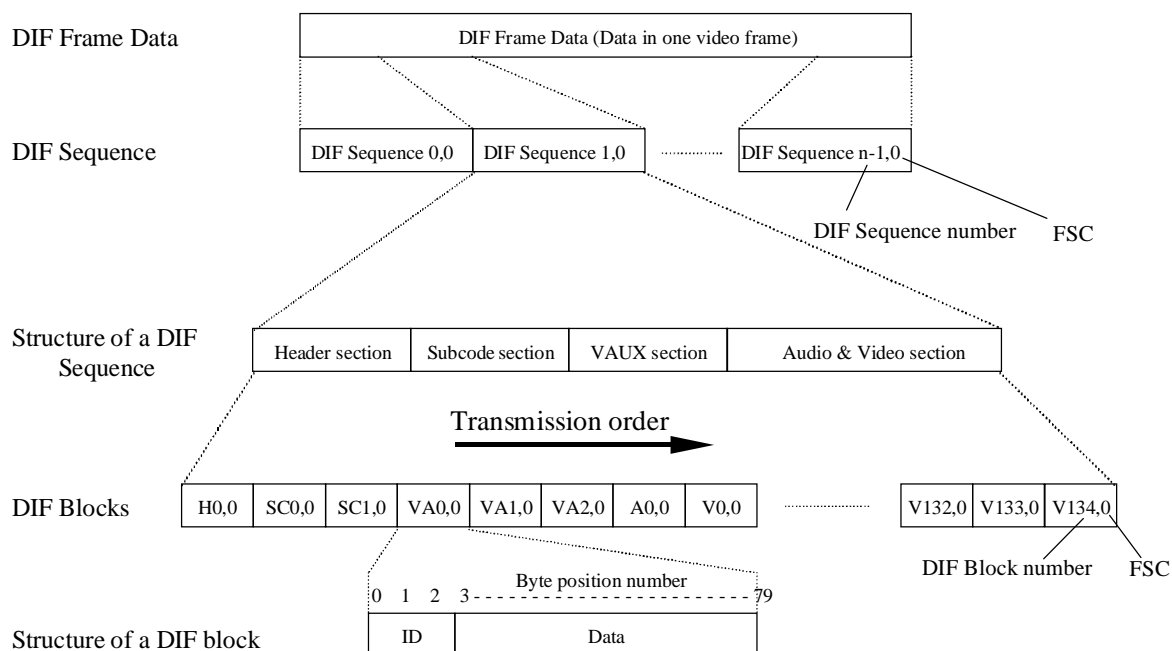 DIF Frame Data
DIF Frame Data (Data in one video frame)
DIF Sequence
DIF Sequence 0,0
DIF Sequence 1,0
DIF Sequence n-1,0
DIF Sequence number
FSC
Structure of a DIF
Sequence
Header section
Subcode section
VAUX section
Audio & Video section
Transmission order
DIF Blocks
H0,0
SC0,0
SC1,0
VA0,0
VA1,0
VA2,0
A0,0
V0,0
V132,0
V133,0
V134,0
DIF Block number
FSC
Byte position number
0 1 2 3 79
Structure of a DIF block
ID
Data